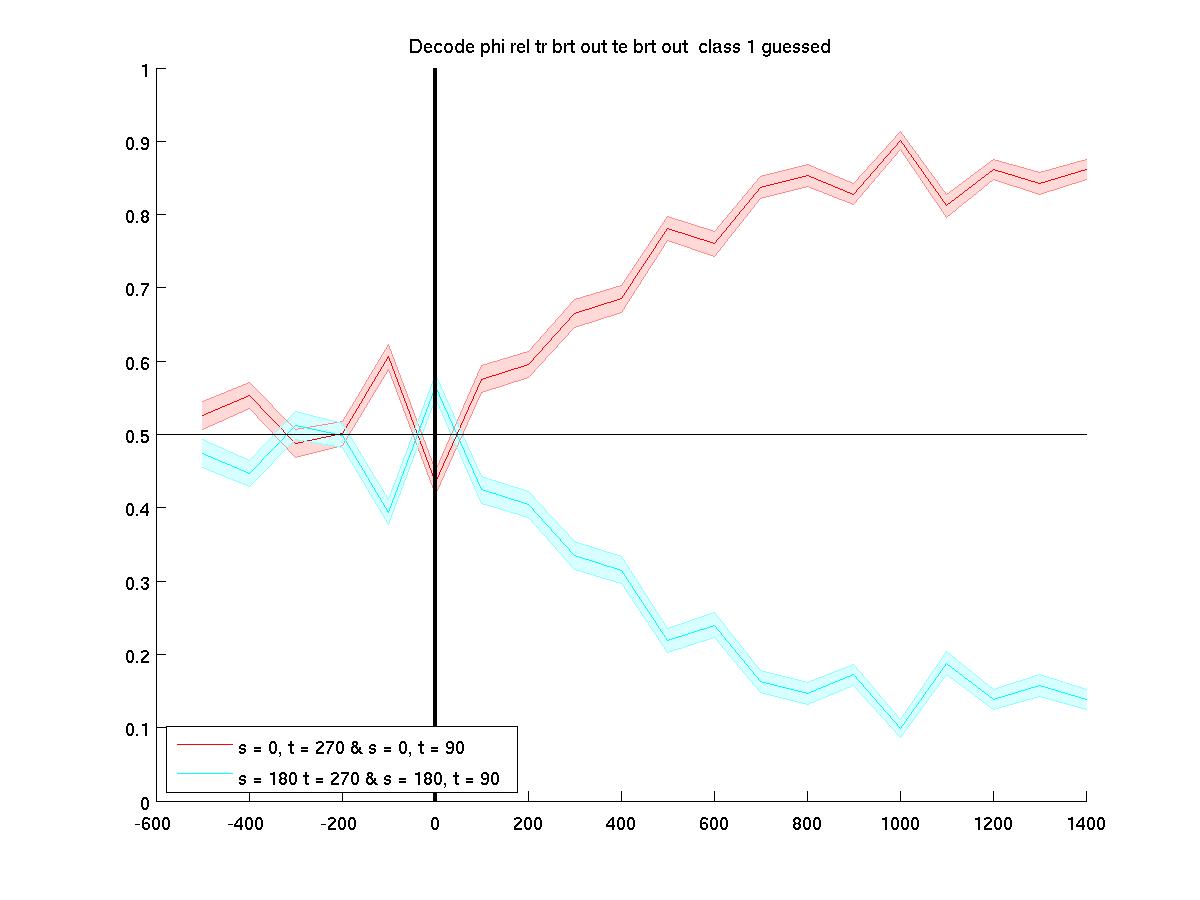 Decode phi rel tr brt out te brt out  class 1 guessed
1
0.9
0.8
0.7
0.6
0.5
0.4
0.3
0.2
0.1
0
s = 0, t = 270 & s = 0, t = 90
s = 180 t = 270 & s = 180, t = 90
-600 -400 -200 0 200 400 600 800 1000 1200 1400